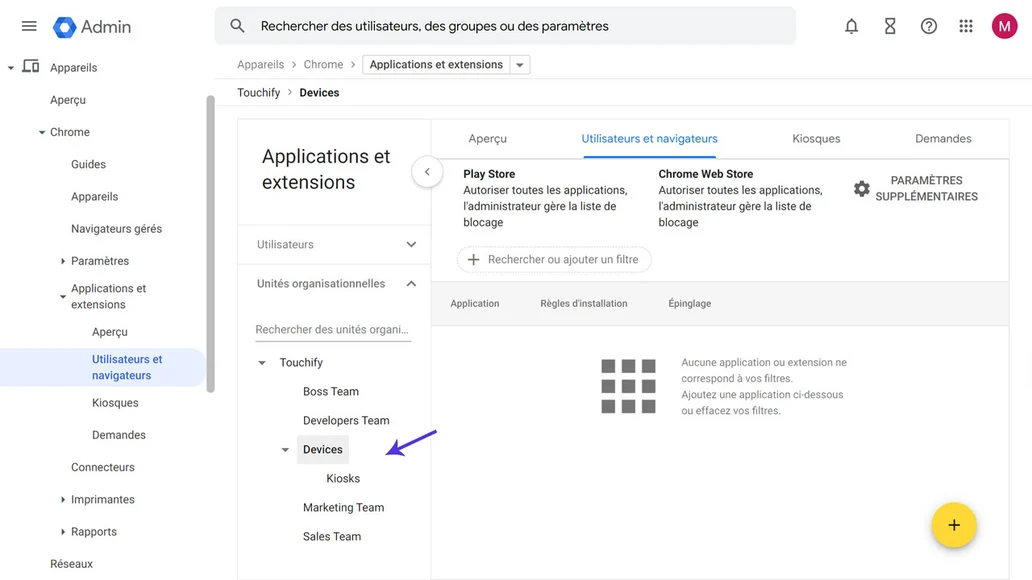 Admin
Rechercher des utilisateurs, des groupes ou des paramètres
M
Appareils
Aperçu
Chrome
Guides
Appareils
Navigateurs gérés
Paramètres
Applications et
extensions
Aperçu
Utilisateurs et
navigateurs
Kiosques
Demandes
Connecteurs
Imprimantes
Rapports
Réseaux
Appareils > Chrome > Applications et extensions
Touchify > Devices
Applications et
extensions
Utilisateurs
Unités organisationnelles
Rechercher des unités organi...
Touchify
Boss Team
Developers Team
Devices
Kiosks
Marketing Team
Sales Team
Aperçu
Utilisateurs et navigateurs
Kiosques
Demandes
Play Store
Autoriser toutes les applications,
l'administrateur gère la liste de
blocage
Chrome Web Store
Autoriser toutes les applications,
l'administrateur gère la liste de
blocage
PARAMÈTRES
SUPPLÉMENTAIRES
Rechercher ou ajouter un filtre
Application
Règles d'installation
Épinglage
Aucune application ou extension ne
correspond à vos filtres.
Ajoutez une application ci-dessous
ou effacez vos filtres.